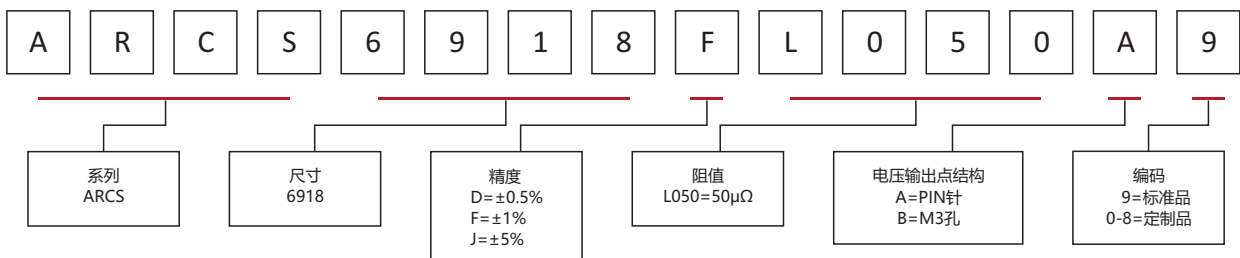 A R C S 6 9 1 8 F L 0 5 0 A 9
系列
ARCS
尺寸
6918
精度
D=±0.5%
F=±1%
J=±5%
阻值
L050=50μΩ
电压输出点结构
A=PIN针
B=M3孔
编码
9=标准品
0-8=定制品